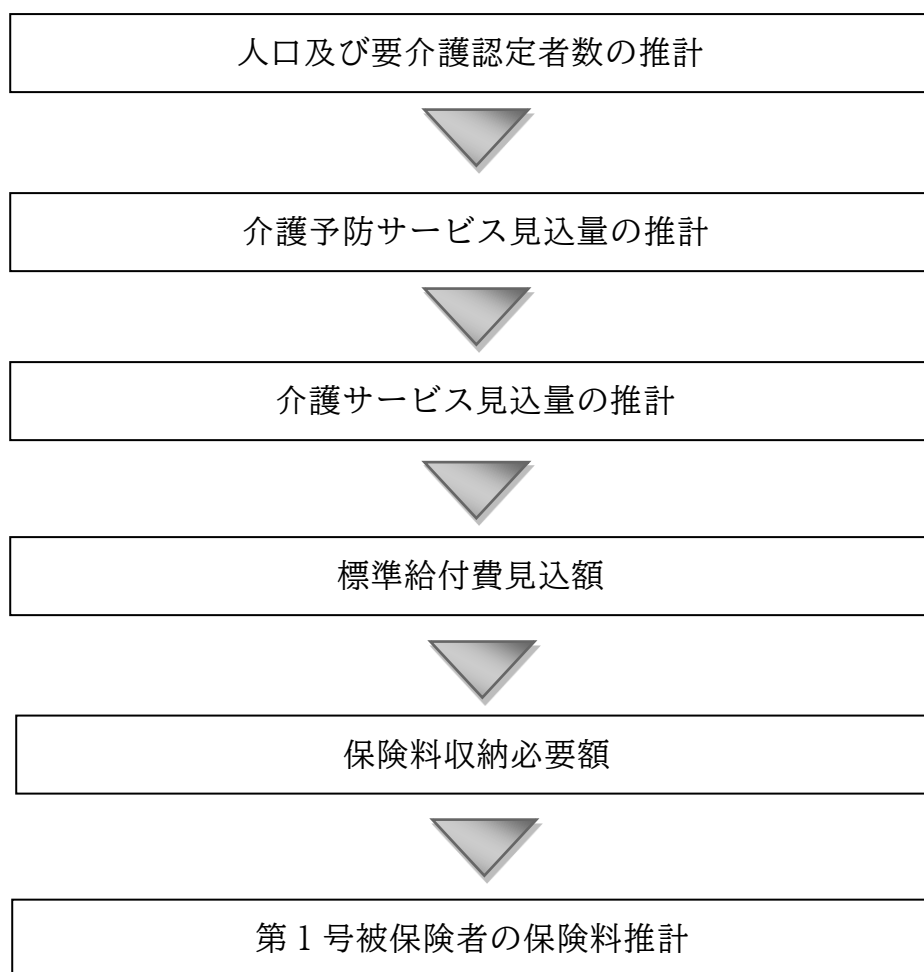 人口及び要介護認定者数の推計
介護予防サービス見込量の推計
介護サービス見込量の推計
標準給付費見込額
保険料収納必要額
第1号被保険者の保険料推計